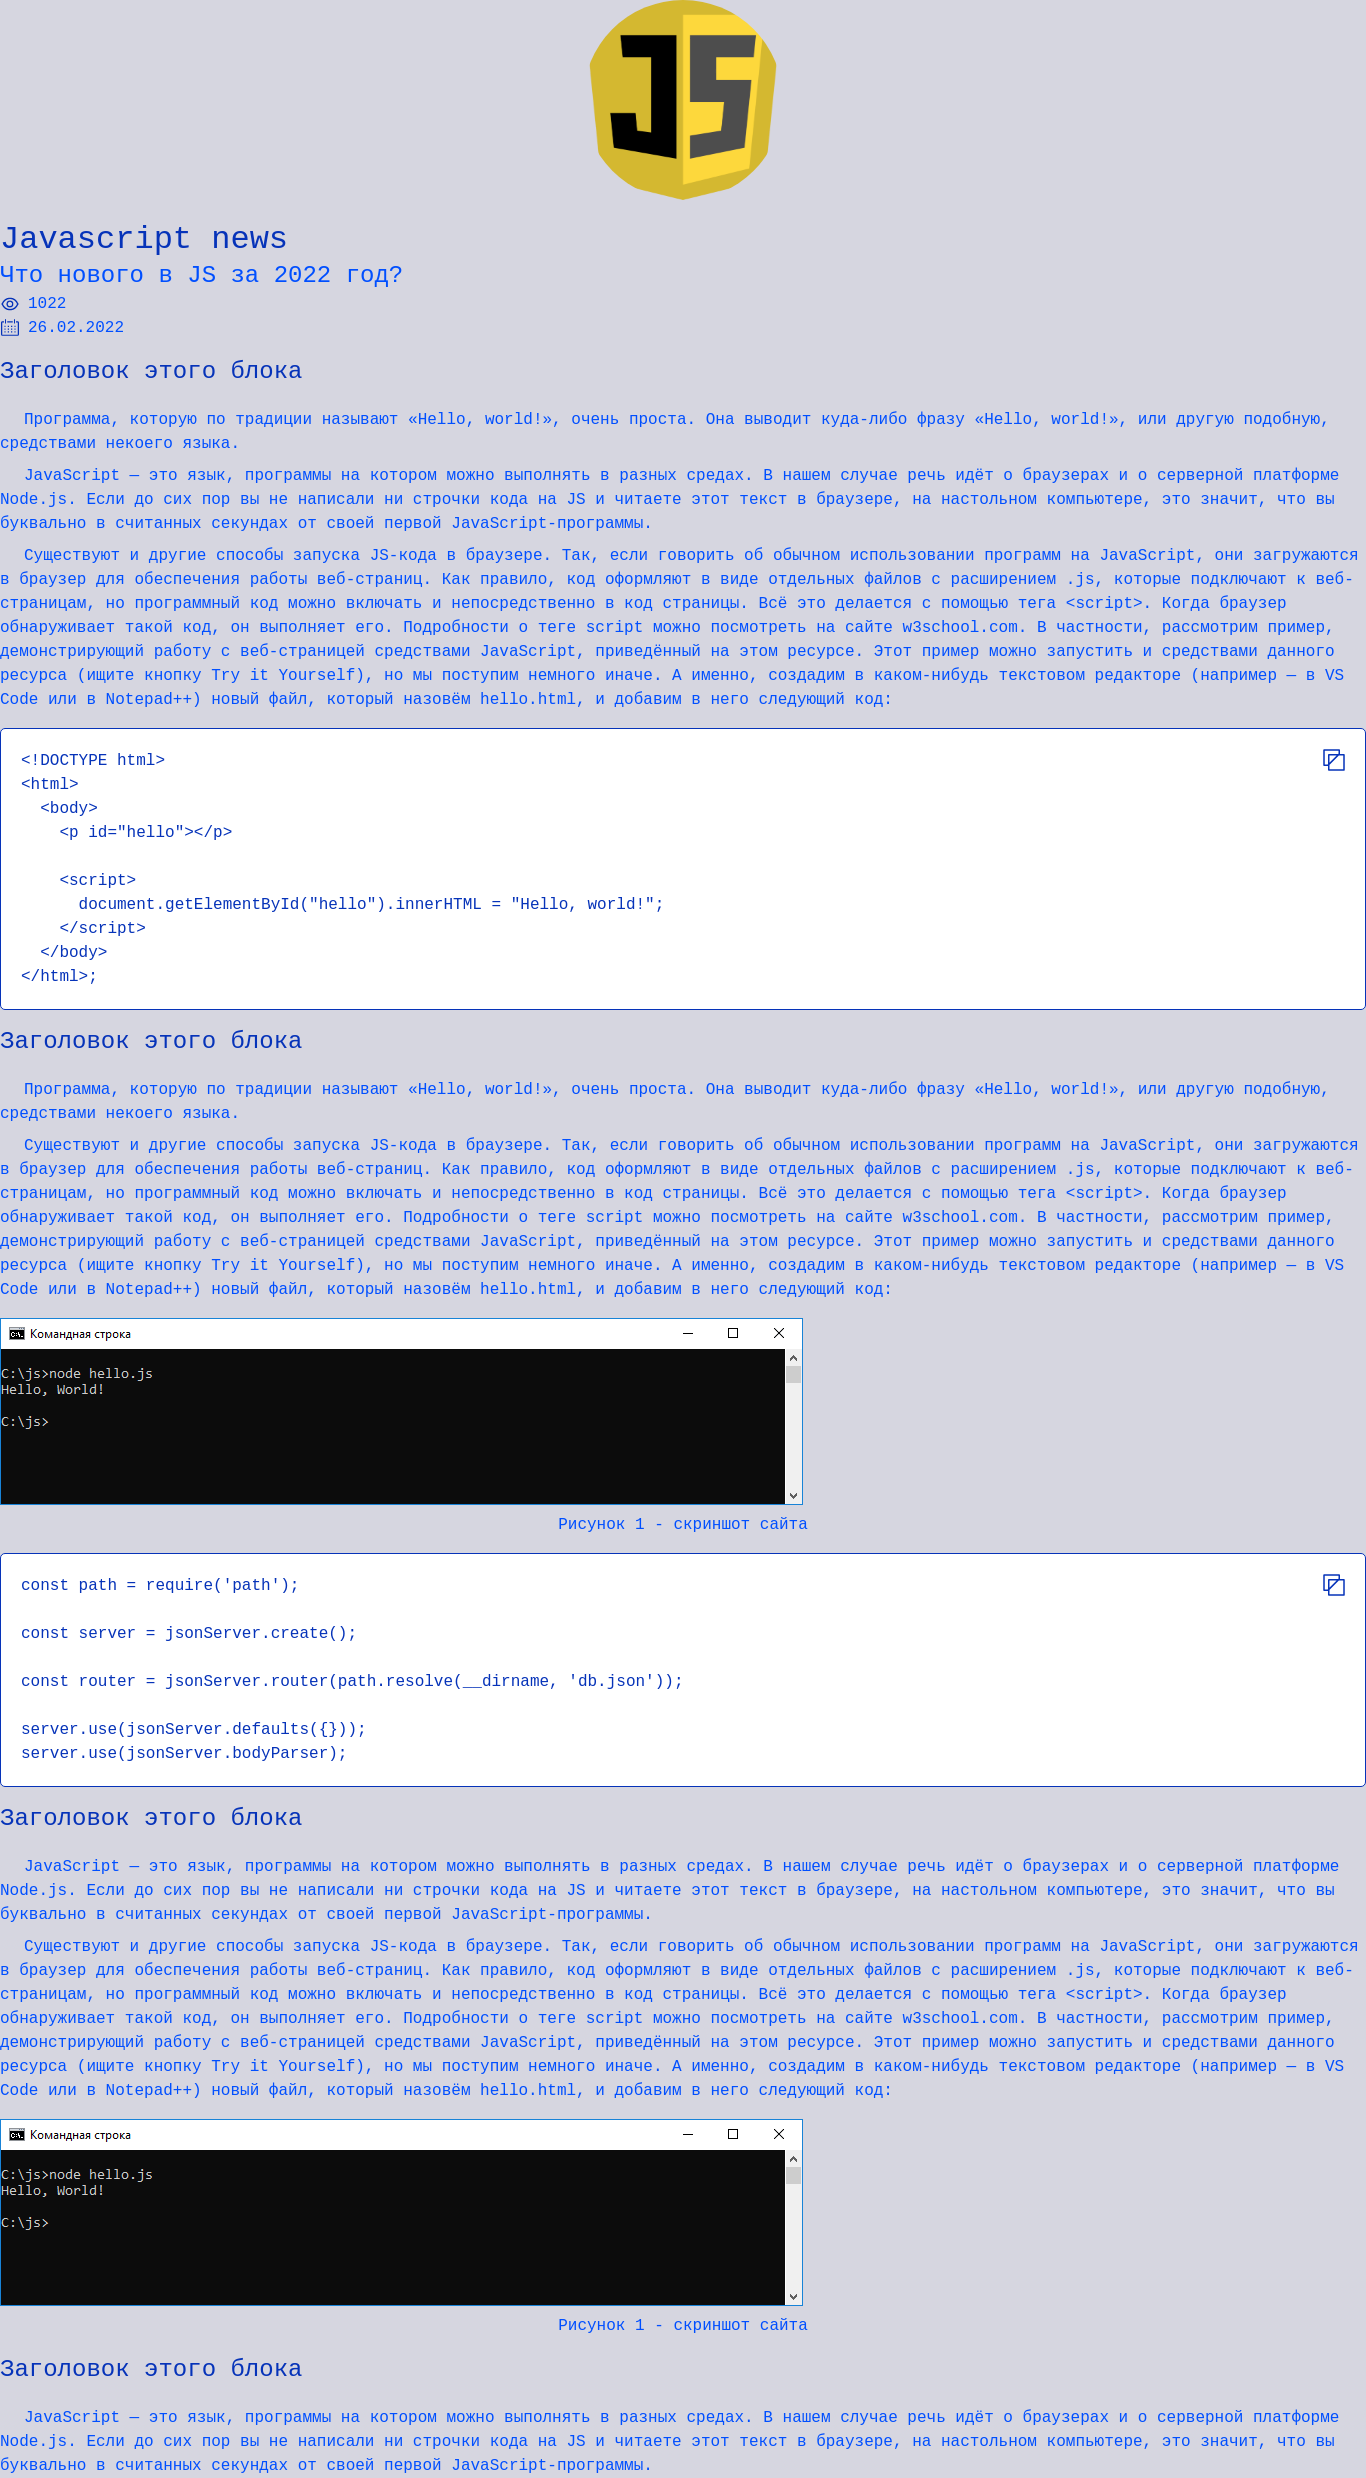 JS
Javascript news
Что нового в JS за 2022 год?
1022
26.02.2022
Заголовок этого блока
Программа, которую по традиции называют «Hello, world!», очень проста. Она выводит куда-либо фразу «Hello, world!», или другую подобную,
средствами некоего языка.
JavaScript — это язык, программы на котором можно выполнять в разных средах. В нашем случае речь идёт о браузерах и о серверной платформе
Node.js. Если до сих пор вы не написали ни строчки кода на JS и читаете этот текст в браузере, на настольном компьютере, это значит, что вы
буквально в считанных секундах от своей первой JavaScript-программы.
Существуют и другие способы запуска JS-кода в браузере. Так, если говорить об обычном использовании программ на JavaScript, они загружаются
в браузер для обеспечения работы веб-страниц. Как правило, код оформляют в виде отдельных файлов с расширением .js, которые подключают к веб-
страницам, но программный код можно включать и непосредственно в код страницы. Всё это делается с помощью тега <script>. Когда браузер
обнаруживает такой код, он выполняет его. Подробности о теге script можно посмотреть на сайте w3school.com. В частности, рассмотрим пример,
демонстрирующий работу с веб-страницей средствами JavaScript, приведённый на этом ресурсе. Этот пример можно запустить и средствами данного
ресурса (ищите кнопку Try it Yourself), но мы поступим немного иначе. А именно, создадим в каком-нибудь текстовом редакторе (например — в VS
Code или в Notepad++) новый файл, который назовём hello.html, и добавим в него следующий код:
<!DOCTYPE html>
<html>
  <body>
    <p id="hello"></p>

    <script>
      document.getElementById("hello").innerHTML = "Hello, world!";
    </script>
  </body>
</html>;
Заголовок этого блока
Программа, которую по традиции называют «Hello, world!», очень проста. Она выводит куда-либо фразу «Hello, world!», или другую подобную,
средствами некоего языка.
Существуют и другие способы запуска JS-кода в браузере. Так, если говорить об обычном использовании программ на JavaScript, они загружаются
в браузер для обеспечения работы веб-страниц. Как правило, код оформляют в виде отдельных файлов с расширением .js, которые подключают к веб-
страницам, но программный код можно включать и непосредственно в код страницы. Всё это делается с помощью тега <script>. Когда браузер
обнаруживает такой код, он выполняет его. Подробности о теге script можно посмотреть на сайте w3school.com. В частности, рассмотрим пример,
демонстрирующий работу с веб-страницей средствами JavaScript, приведённый на этом ресурсе. Этот пример можно запустить и средствами данного
ресурса (ищите кнопку Try it Yourself), но мы поступим немного иначе. А именно, создадим в каком-нибудь текстовом редакторе (например — в VS
Code или в Notepad++) новый файл, который назовём hello.html, и добавим в него следующий код:
Командная строка
C:\js>node hello.js
Hello, World!
C:\js>
Рисунок 1 - скриншот сайта
const path = require('path');

const server = jsonServer.create();

const router = jsonServer.router(path.resolve(__dirname, 'db.json'));

server.use(jsonServer.defaults({}));
server.use(jsonServer.bodyParser);
Заголовок этого блока
JavaScript — это язык, программы на котором можно выполнять в разных средах. В нашем случае речь идёт о браузерах и о серверной платформе
Node.js. Если до сих пор вы не написали ни строчки кода на JS и читаете этот текст в браузере, на настольном компьютере, это значит, что вы
буквально в считанных секундах от своей первой JavaScript-программы.
Существуют и другие способы запуска JS-кода в браузере. Так, если говорить об обычном использовании программ на JavaScript, они загружаются
в браузер для обеспечения работы веб-страниц. Как правило, код оформляют в виде отдельных файлов с расширением .js, которые подключают к веб-
страницам, но программный код можно включать и непосредственно в код страницы. Всё это делается с помощью тега <script>. Когда браузер
обнаруживает такой код, он выполняет его. Подробности о теге script можно посмотреть на сайте w3school.com. В частности, рассмотрим пример,
демонстрирующий работу с веб-страницей средствами JavaScript, приведённый на этом ресурсе. Этот пример можно запустить и средствами данного
ресурса (ищите кнопку Try it Yourself), но мы поступим немного иначе. А именно, создадим в каком-нибудь текстовом редакторе (например — в VS
Code или в Notepad++) новый файл, который назовём hello.html, и добавим в него следующий код:
Командная строка
C:\js>node hello.js
Hello, World!
C:\js>
Рисунок 1 - скриншот сайта
Заголовок этого блока
JavaScript — это язык, программы на котором можно выполнять в разных средах. В нашем случае речь идёт о браузерах и о серверной платформе
Node.js. Если до сих пор вы не написали ни строчки кода на JS и читаете этот текст в браузере, на настольном компьютере, это значит, что вы
буквально в считанных секундах от своей первой JavaScript-программы.